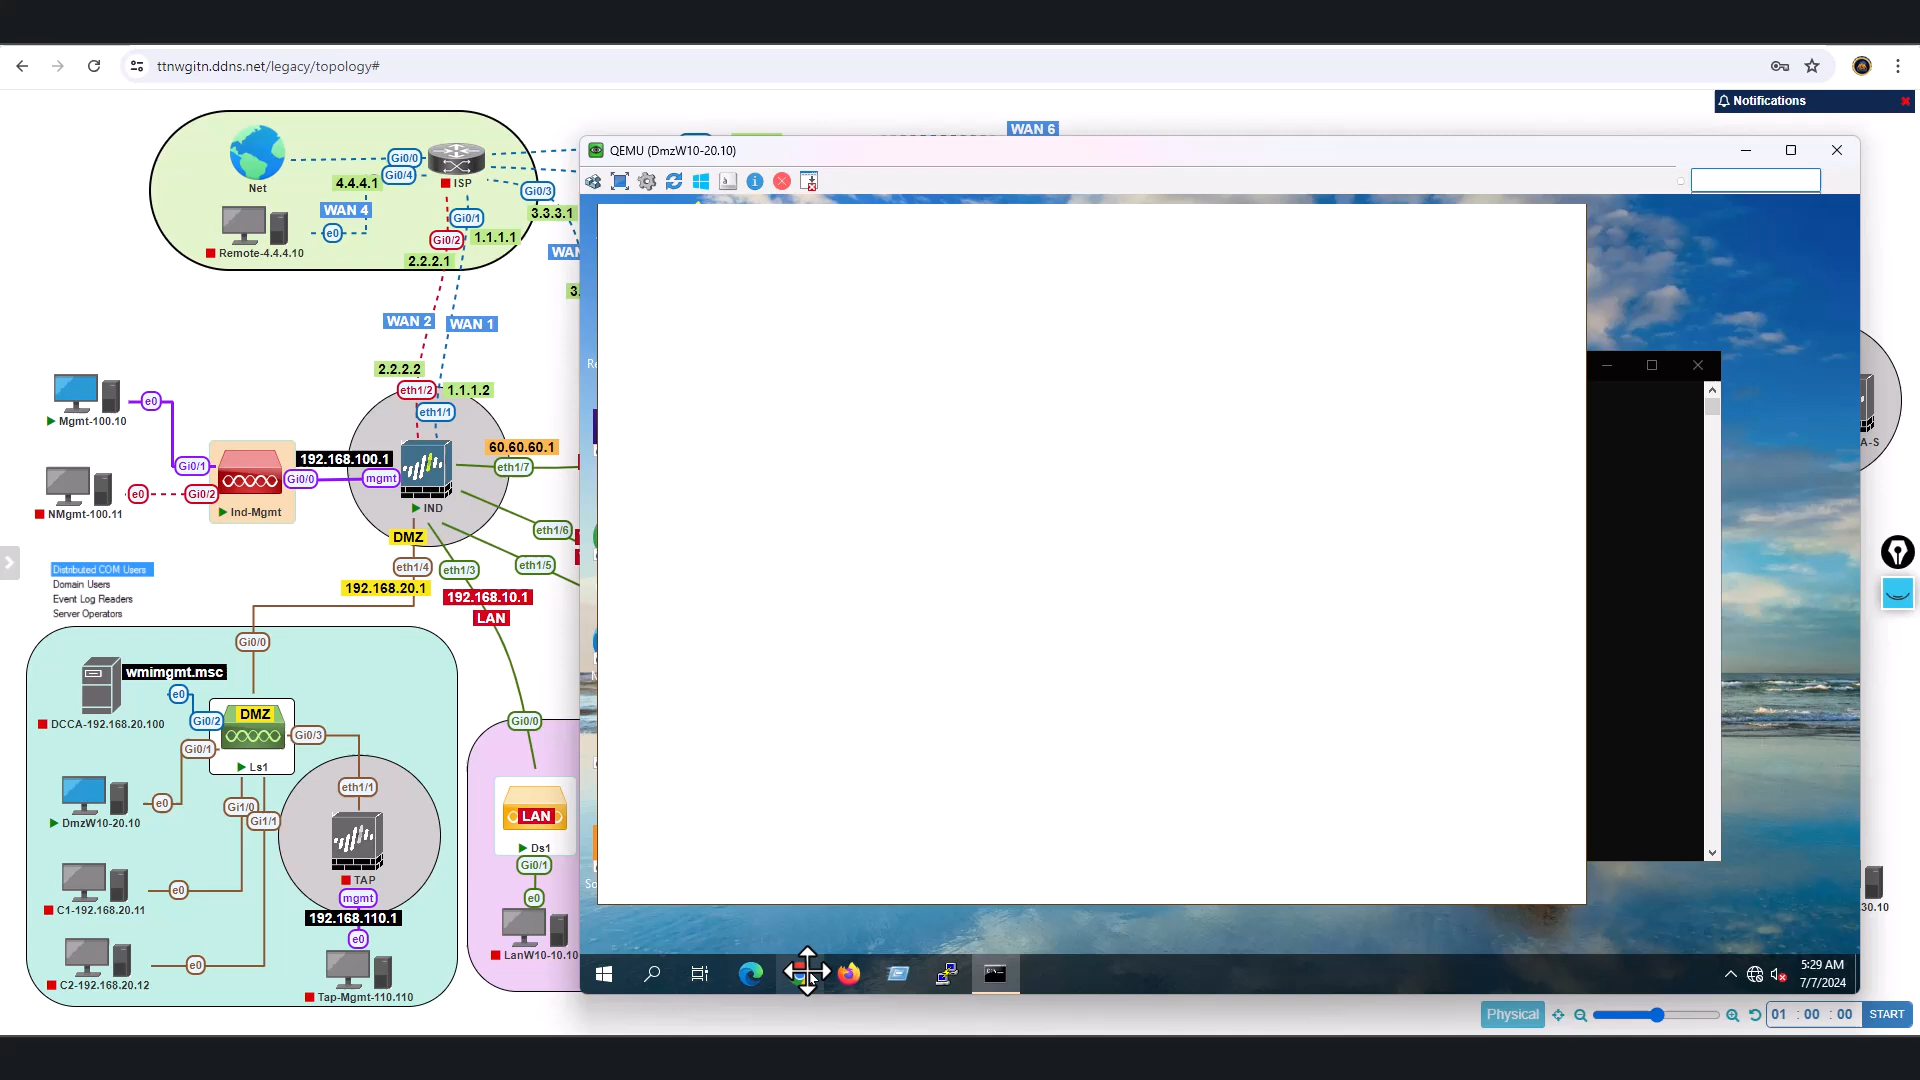 ttnwgitn.ddns.net/legacy/topology#
Notifications
WAN 6
Net
Gi0/0
Gi0/4
4.4.4.1
ISP
Gi0/3
3.3.3.1
WAN 4
e0
Remote-4.4.4.10
Gi0/1
Gi0/2
1.1.1.1
2.2.2.1
WAN
3.
WAN 2
WAN 1
2.2.2.2
eth1/2
1.1.1.2
eth1/1
Mgmt-100.10
e0
Gi0/1
192.168.100.1
Gi0/0
mgmt
60.60.60.1
eth1/7
NMgmt-100.11
e0
Gi0/2
Ind-Mgmt
IND
eth1/6
DMZ
eth1/4
eth1/3
eth1/5
192.168.20.1
192.168.10.1
LAN
Distributed COM Users
Domain Users
Event Log Readers
Server Operators
Gi0/0
wmimgmt.msc
e0
DCCA-192.168.20.100
Gi0/2
DMZ
Gi0/1
Gi0/3
Ls1
Gi0/0
DmzW10-20.10
e0
Gi1/0
Gi1/1
eth1/1
TAP
mgmt
192.168.110.1
e0
Tap-Mgmt-110.110
C1-192.168.20.11
e0
C2-192.168.20.12
e0
LAN
Ds1
Gi0/1
e0
LanW10-10.10
QEMU (DmzW10-20.10)
A-S
30.10
5:29 AM
7/7/2024
Physical
01 : 00 : 00
START